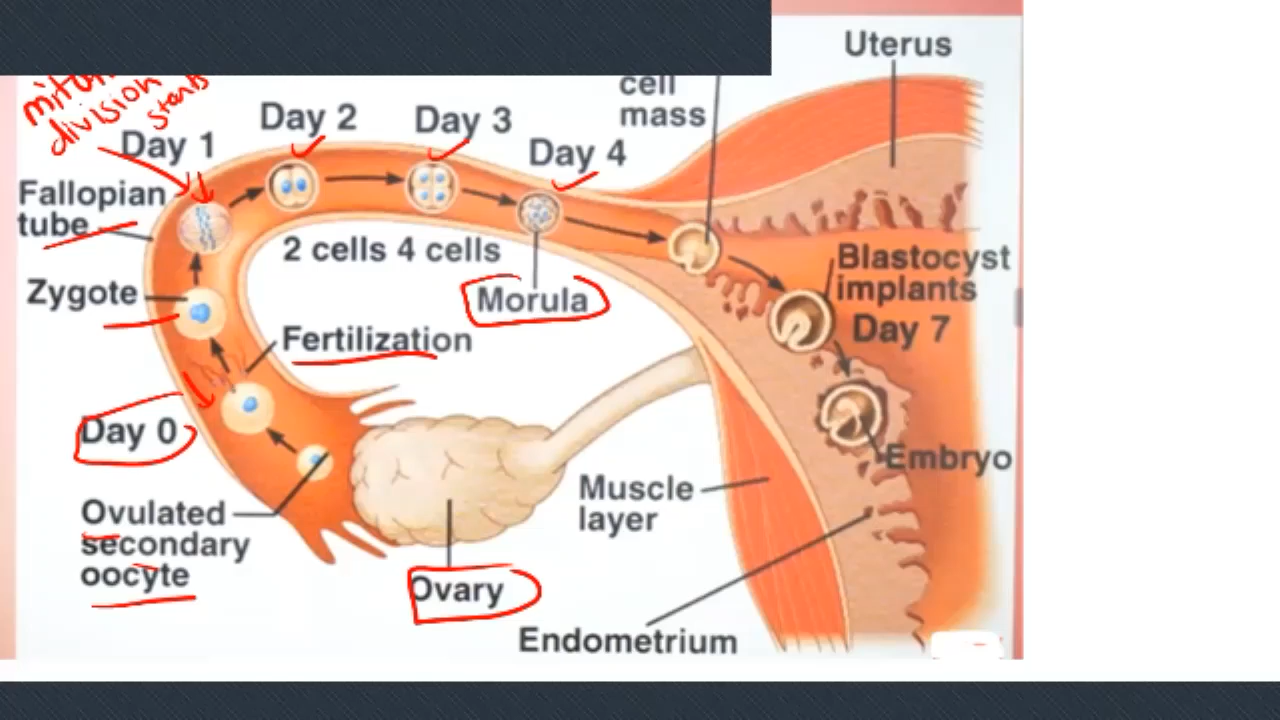 Uterus
cell
mass
division
starts
Day 1
Day 2
Day 3
Day 4
Fallopian
tube
2 cells 4 cells
Blastocyst
implants
Day 7
Zygote
Morula
Fertilization
Day 0
Embryo
Muscle
layer
Ovulated
secondary
oocyte
Ovary
Endometrium